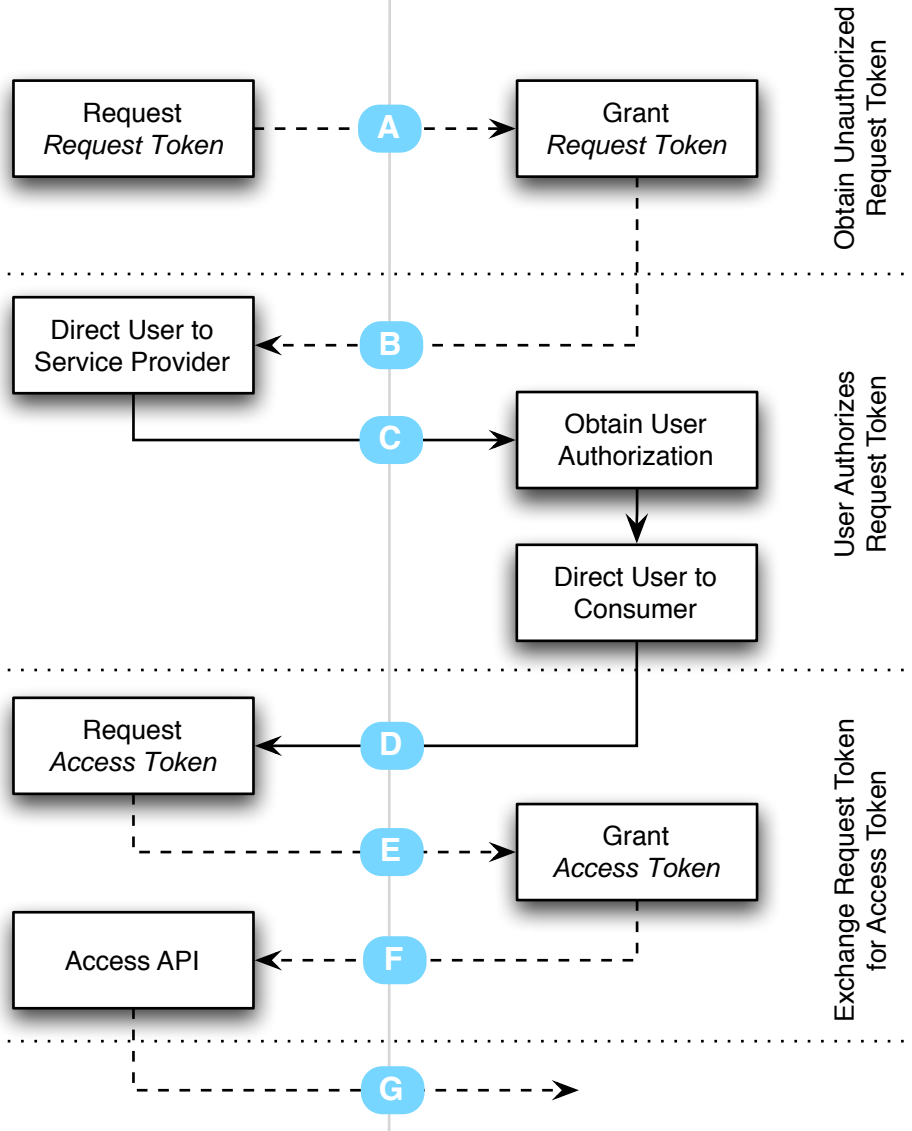 Request
Request Token
A
Grant
Request Token
Obtain Unauthorized
Request Token
Direct User to
Service Provider
B
C
Obtain User
Authorization
Direct User to
Consumer
User Authorizes
Request Token
Request
Access Token
D
E
Grant
Access Token
Access API
F
Exchange Request Token
for Access Token
G